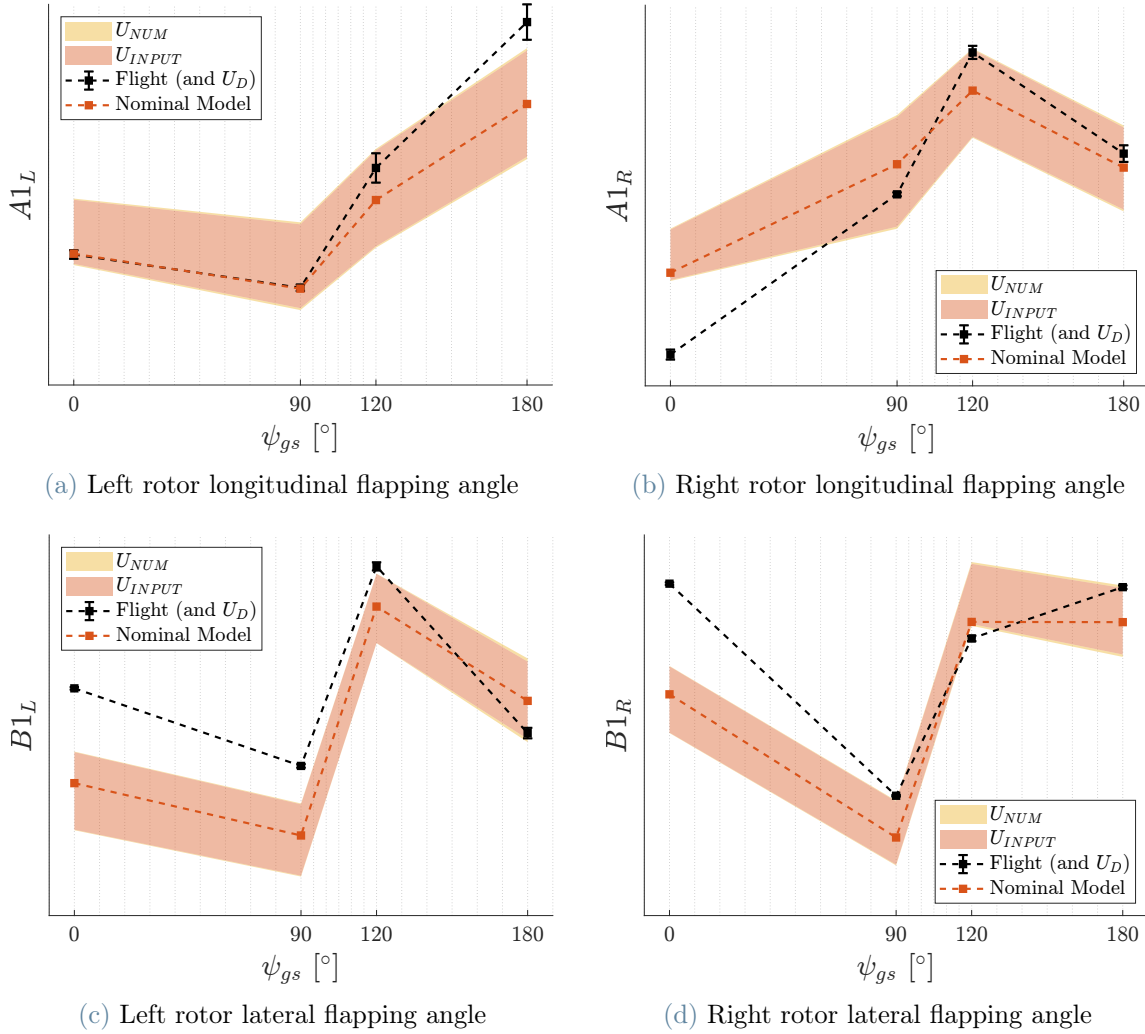 U_NUM
U_INPUT
Flight (and U_D)
Nominal Model
A1_L
0
90
120
180
ψ_gs [°]
(a) Left rotor longitudinal flapping angle
A1_R
U_NUM
U_INPUT
Flight (and U_D)
Nominal Model
0
90
120
180
ψ_gs [°]
(b) Right rotor longitudinal flapping angle
U_NUM
U_INPUT
Flight (and U_D)
Nominal Model
B1_L
0
90
120
180
ψ_gs [°]
(c) Left rotor lateral flapping angle
B1_R
U_NUM
U_INPUT
Flight (and U_D)
Nominal Model
0
90
120
180
ψ_gs [°]
(d) Right rotor lateral flapping angle